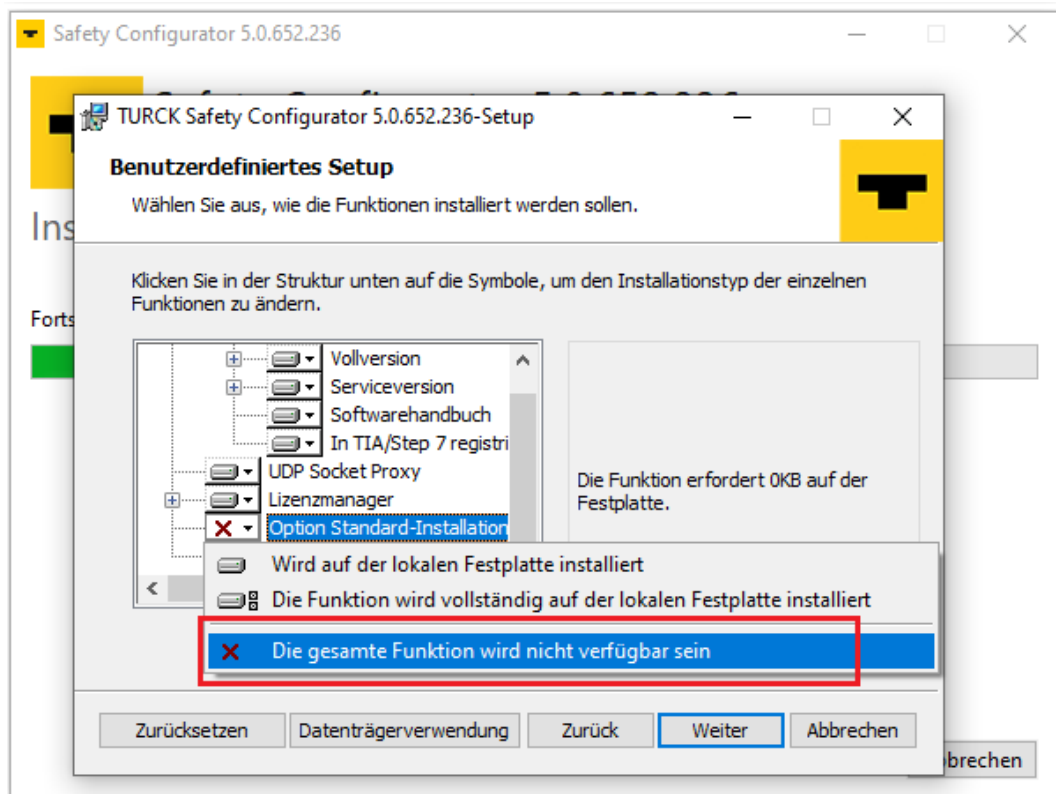 Safety Configurator 5.0.652.236
TURCK Safety Configurator 5.0.652.236-Setup
Benutzerdefiniertes Setup
Wählen Sie aus, wie die Funktionen installiert werden sollen.
Ins
Klicken Sie in der Struktur unten auf die Symbole, um den Installationstyp der einzelnen
Funktionen zu ändern.
Forts
Vollversion
Serviceversion
Softwarehandbuch
In TIA/Step 7 registri
UDP Socket Proxy
Lizenzmanager
Option Standard-Installation
Die Funktion erfordert 0KB auf der
Festplatte.
Wird auf der lokalen Festplatte installiert
Die Funktion wird vollständig auf der lokalen Festplatte installiert
Die gesamte Funktion wird nicht verfügbar sein
Zurücksetzen Datenträgerverwendung Zurück Weiter Abbrechen
bbrechen